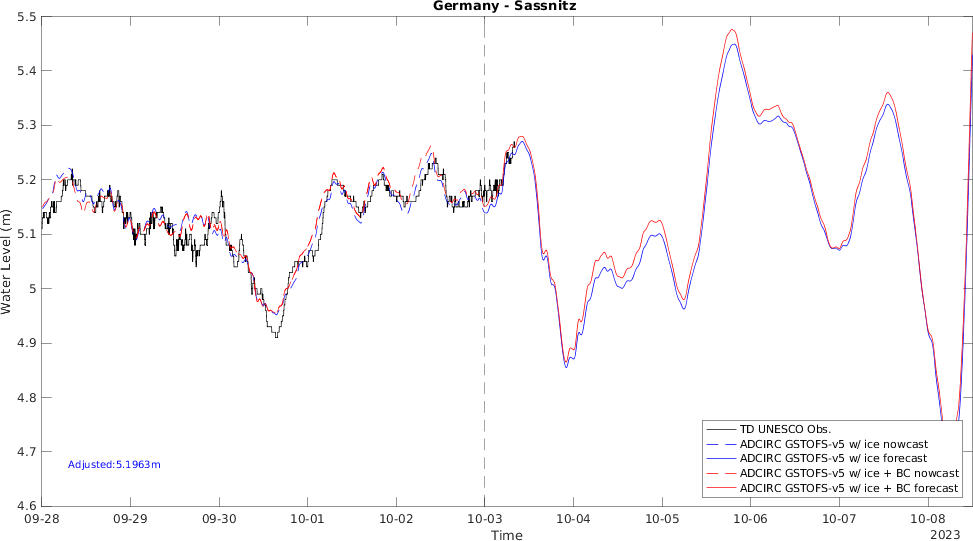 Germany - Sassnitz
5.5
5.4
5.3
5.2
5.1
5
4.9
4.8
4.7
4.6
Water Level (m)
Adjusted:5.1963m
TD UNESCO Obs.
ADCIRC GSTOFS-v5 w/ ice nowcast
ADCIRC GSTOFS-v5 w/ ice forecast
ADCIRC GSTOFS-v5 w/ ice + BC nowcast
ADCIRC GSTOFS-v5 w/ ice + BC forecast
09-28 09-29 09-30 10-01 10-02 10-03 10-04 10-05 10-06 10-07 10-08
Time
2023